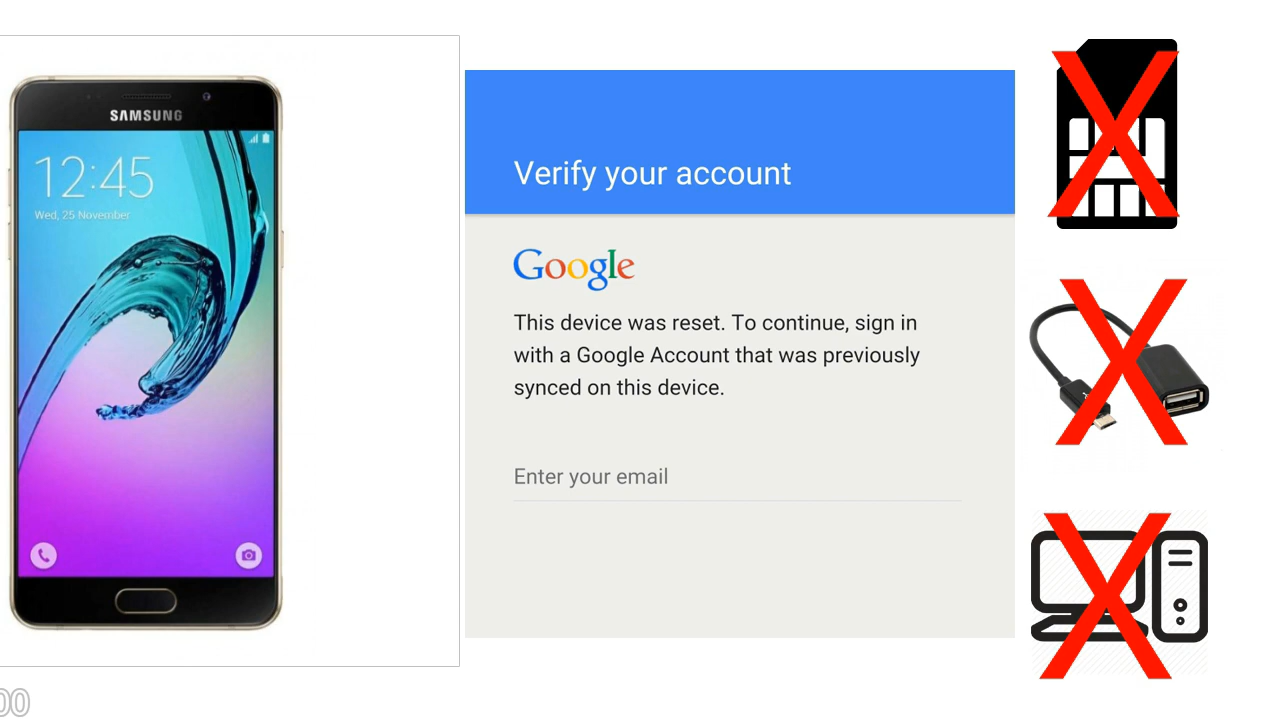 SAMSUNG
12:45
Wed, 25 November
Verify your account
Google
This device was reset. To continue, sign in
with a Google Account that was previously
synced on this device.
Enter your email
00